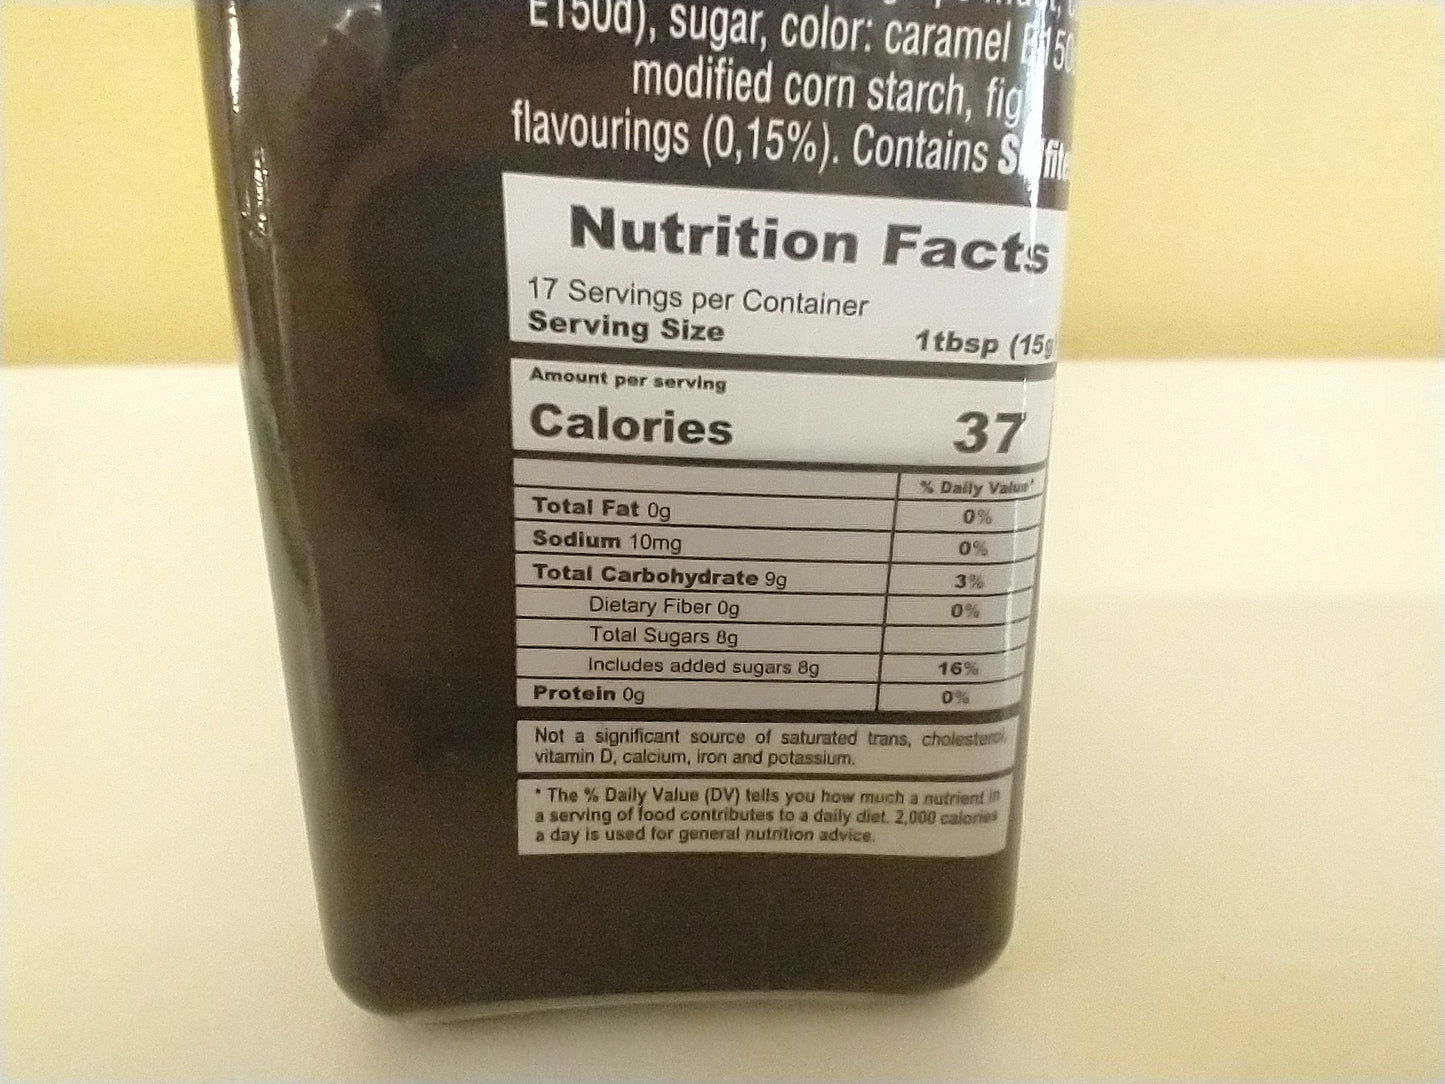 E150d), sugar, color: caramel E150
modified corn starch, fig
flavourings (0,15%). Contains
Nutrition Facts
17 Servings per Container
Serving Size 1tbsp (15g
Amount per serving
Calories 37
% Daily Value*
Total Fat 0g 0%
Sodium 10mg 0%
Total Carbohydrate 9g 3%
Dietary Fiber 0g 0%
Total Sugars 8g
Includes added sugars 8g 16%
Protein 0g 0%
Not a significant source of saturated trans, cholesterol,
vitamin D, calcium, iron and potassium.
* The % Daily Value (DV) tells you how much a nutrient in
a serving of food contributes to a daily diet. 2,000 calories
a day is used for general nutrition advice.